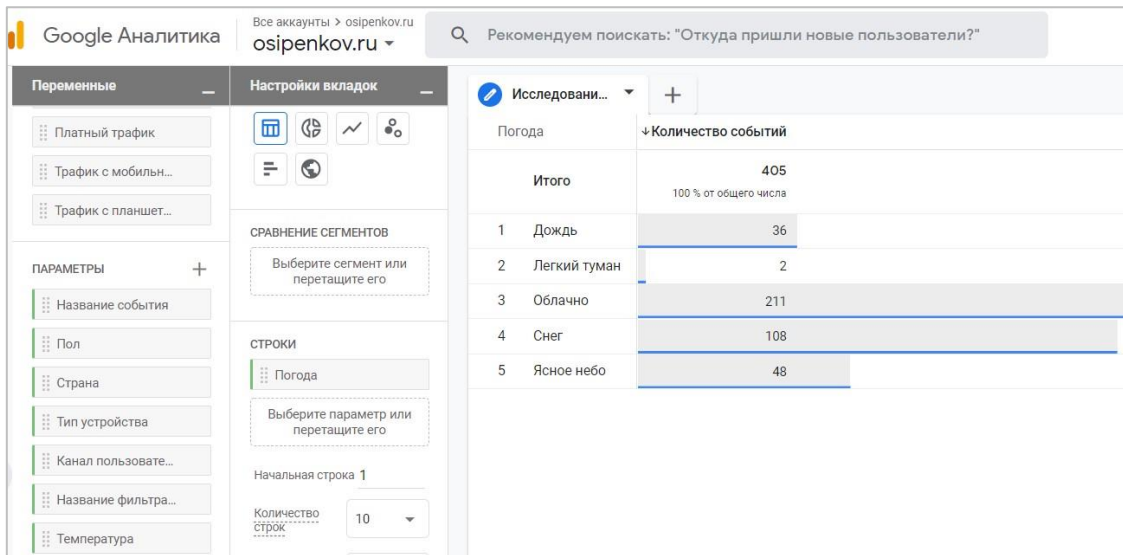 Google Аналитика
Все аккаунты > osipenkov.ru
osipenkov.ru
Рекомендуем поискать: "Откуда пришли новые пользователи?"
Переменные
Платный трафик
Трафик с мобильн...
Трафик с планшет...
ПАРАМЕТРЫ
Название события
Пол
Страна
Тип устройства
Канал пользовате...
Название фильтра...
Температура
Настройки вкладок
СРАВНЕНИЕ СЕГМЕНТОВ
Выберите сегмент или
перетащите его
СТРОКИ
Погода
Выберите параметр или
перетащите его
Начальная строка 1
Количество
строк
10
Исследовани...
Погода ↓Количество событий
Итого 405
100 % от общего числа
1 Дождь 36
2 Легкий туман 2
3 Облачно 211
4 Снег 108
5 Ясное небо 48